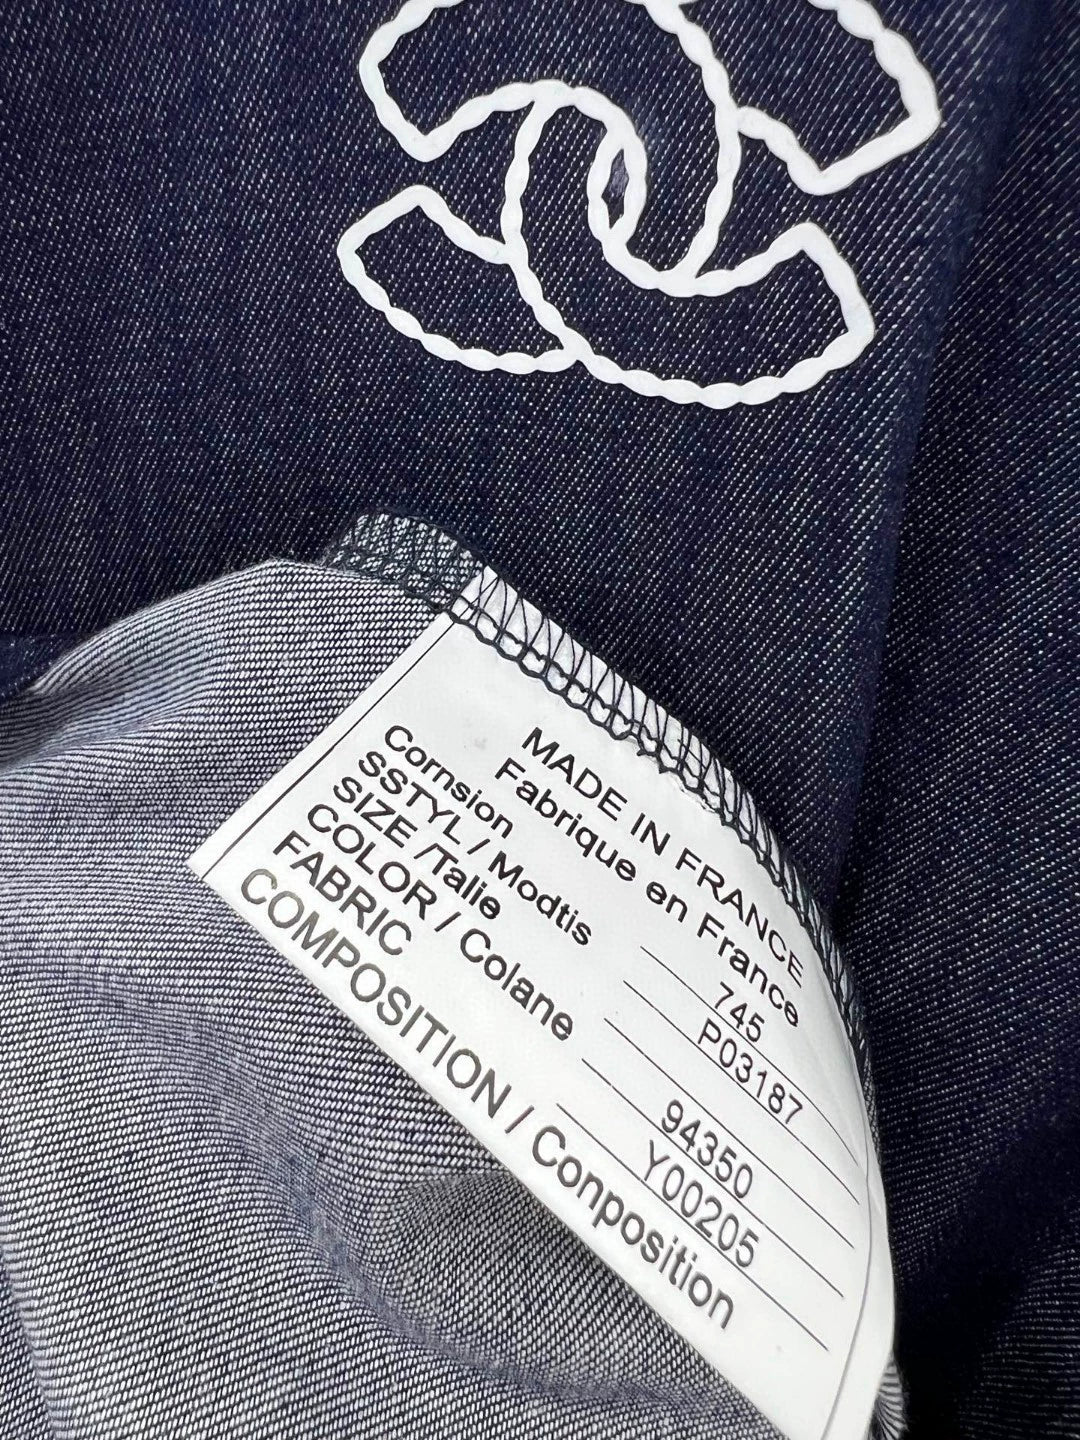 MADE IN FRANCE
Fabrique en France
Cornsion 745
SSTYL / Modtis P03187
SIZE /Talie
COLOR / Colane 94350
FABRIC Y00205
COMPOSITION / Conposition